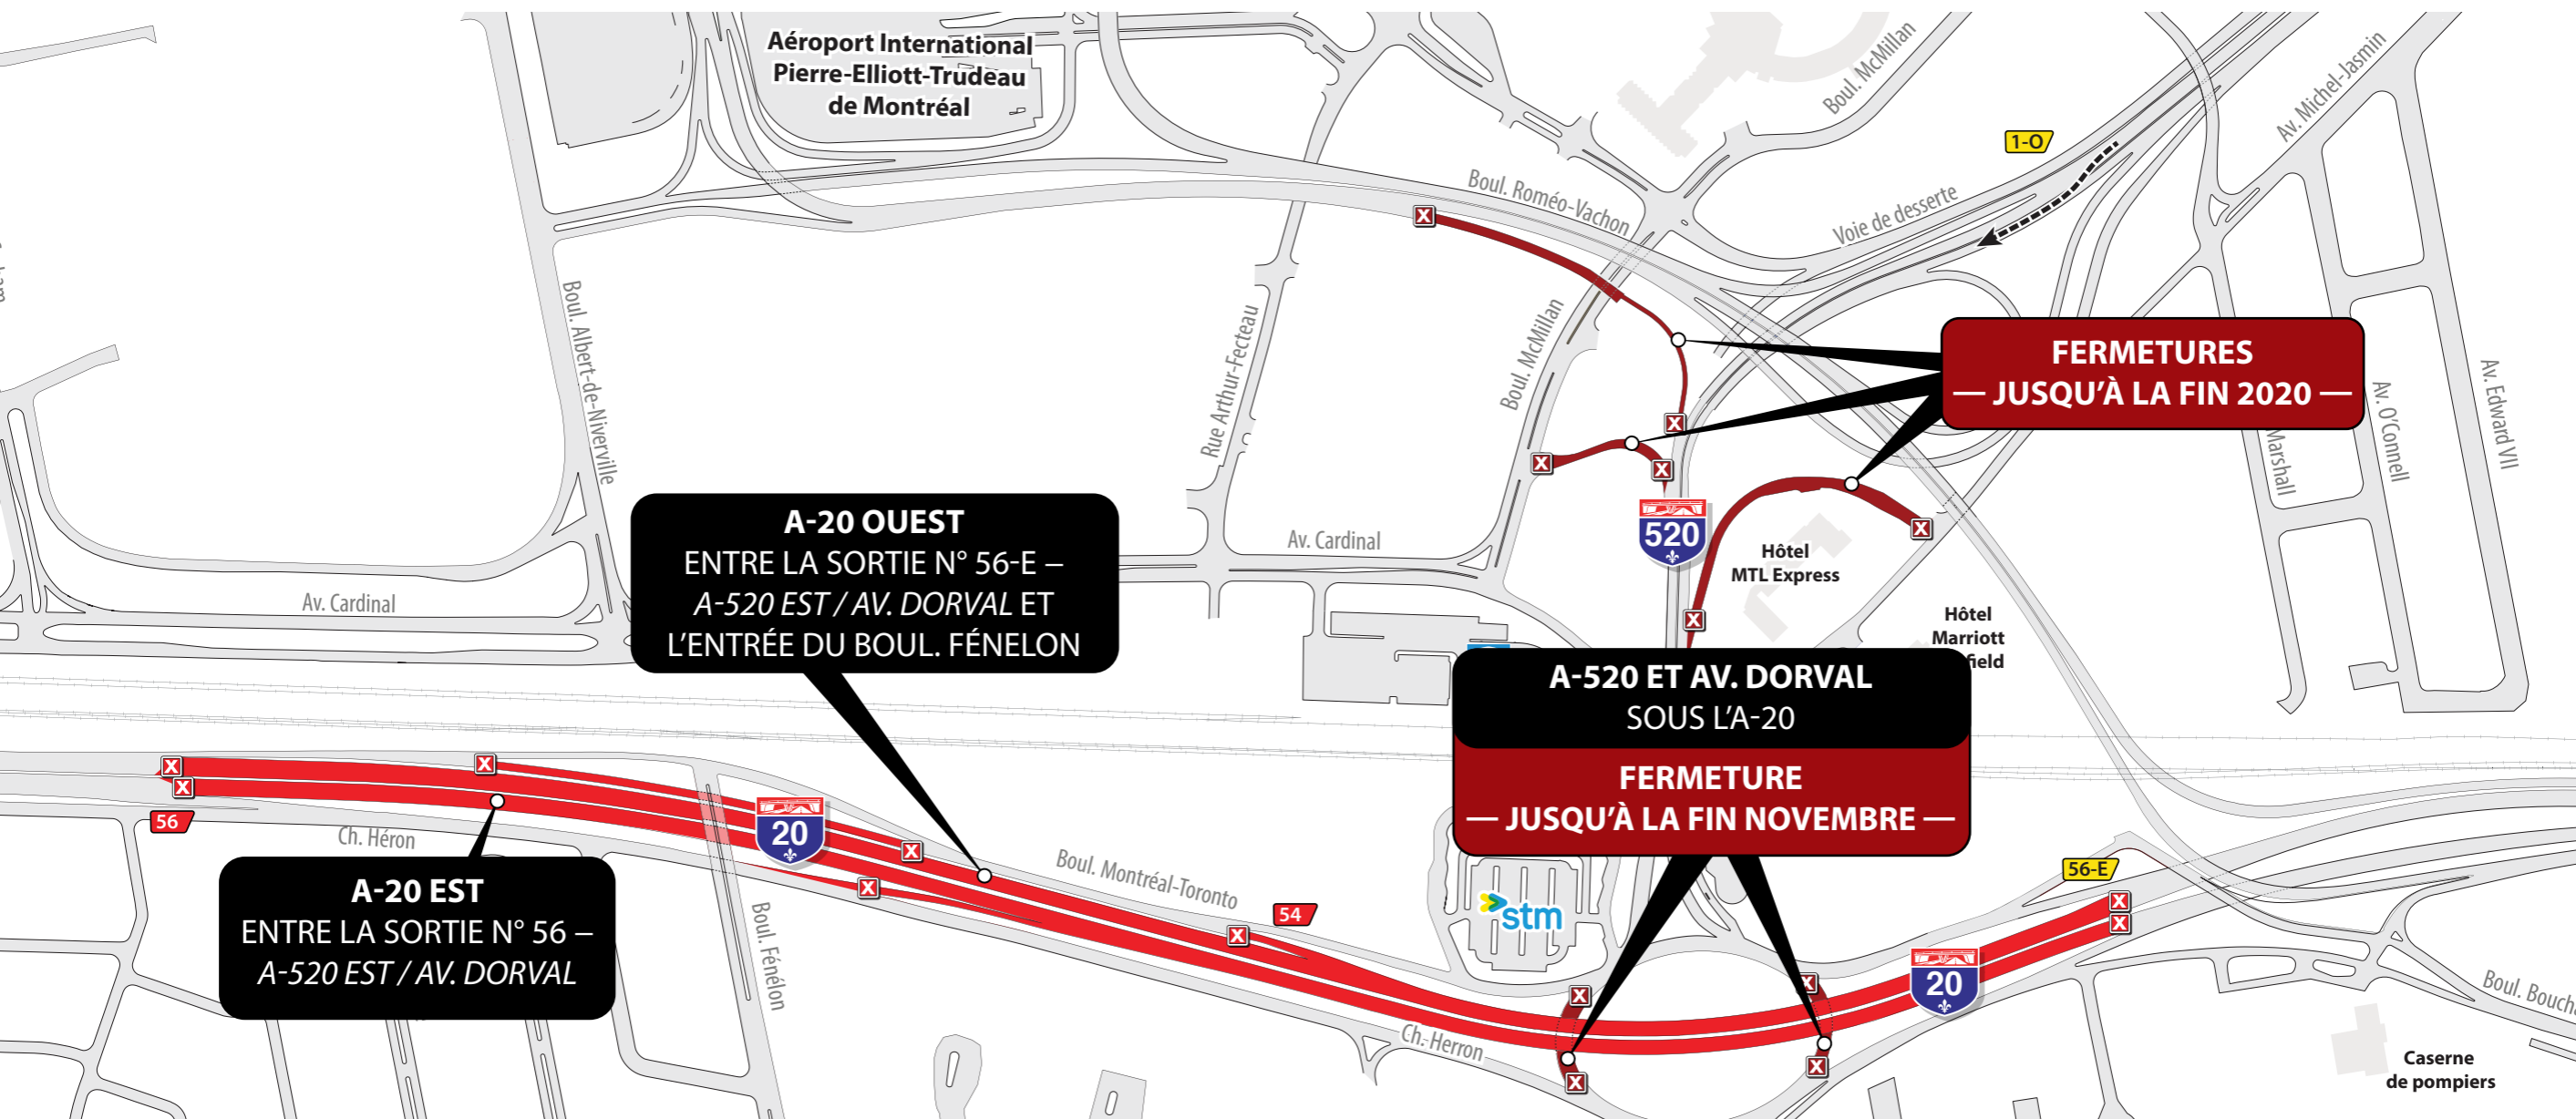 Aéroport International
Pierre-Elliott-Trudeau
de Montréal
Boul. McMillan
Av. Michel-Jasmin
1-O
Boul. Roméo-Vachon
Voie de desserte
Boul. Albert-de-Niverville
Rue Arthur-Fecteau
Boul. McMillan
FERMETURES
— JUSQU'À LA FIN 2020 —
Marshall
Av. O'Connell
Av. Edward VII
X
X
X
X
X
X
520
A-20 OUEST
ENTRE LA SORTIE N° 56-E –
A-520 EST / AV. DORVAL ET
L'ENTRÉE DU BOUL. FÉNELON
Av. Cardinal
Av. Cardinal
Hôtel
MTL Express
Hôtel
Marriott
field
A-520 ET AV. DORVAL
SOUS L'A-20
FERMETURE
— JUSQU'À LA FIN NOVEMBRE —
X
X
X
56
Ch. Héron
20
A-20 EST
ENTRE LA SORTIE N° 56 –
A-520 EST / AV. DORVAL
X
X
Boul. Fénélon
Boul. Montréal-Toronto
54
X
stm
56-E
X
X
20
X
X
X
X
Ch. Herron
Boul. Bouch
Caserne
de pompiers